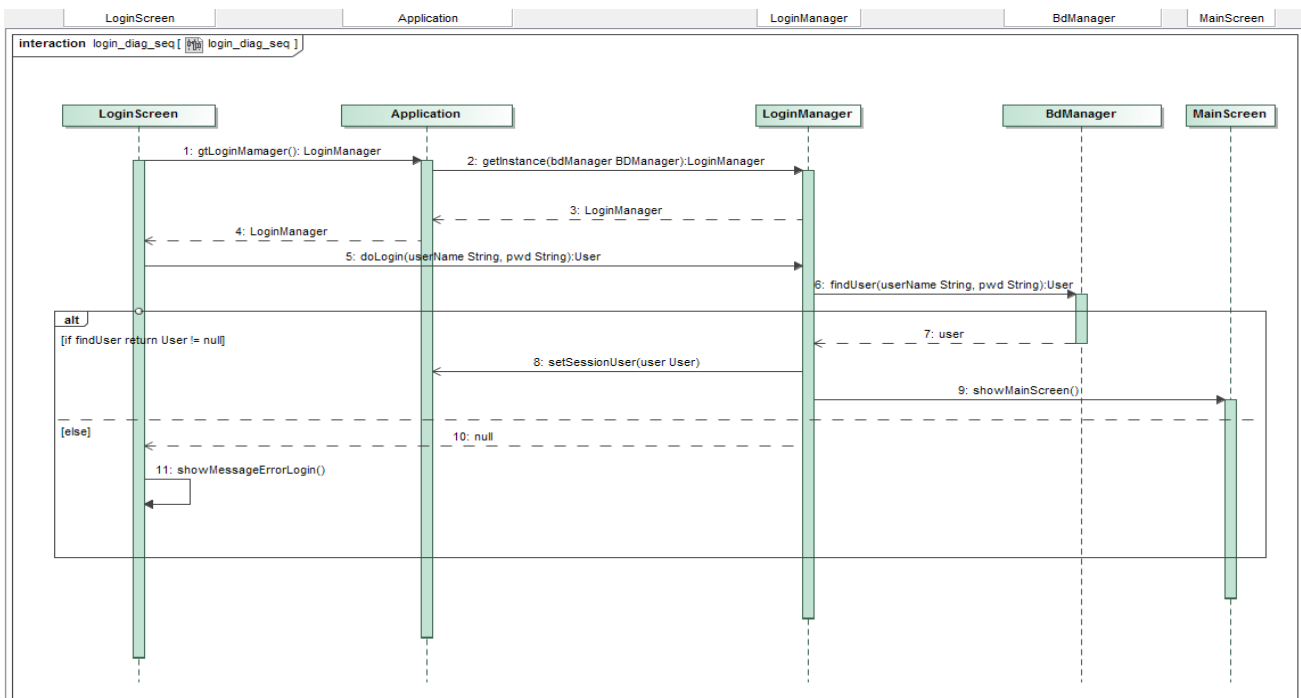 LoginScreen Application LoginManager BdManager MainScreen
interaction login_diag_seq [ login_diag_seq ]
LoginScreen Application LoginManager BdManager MainScreen
1: gtLoginMamager(): LoginManager
2: getInstance(bdManager BDManager):LoginManager
3: LoginManager
4: LoginManager
5: doLogin(userName String, pwd String):User
6: findUser(userName String, pwd String):User
alt
[if findUser return User != null]
7: user
8: setSessionUser(user User)
9: showMainScreen()
[else]
10: null
11: showMessageErrorLogin()